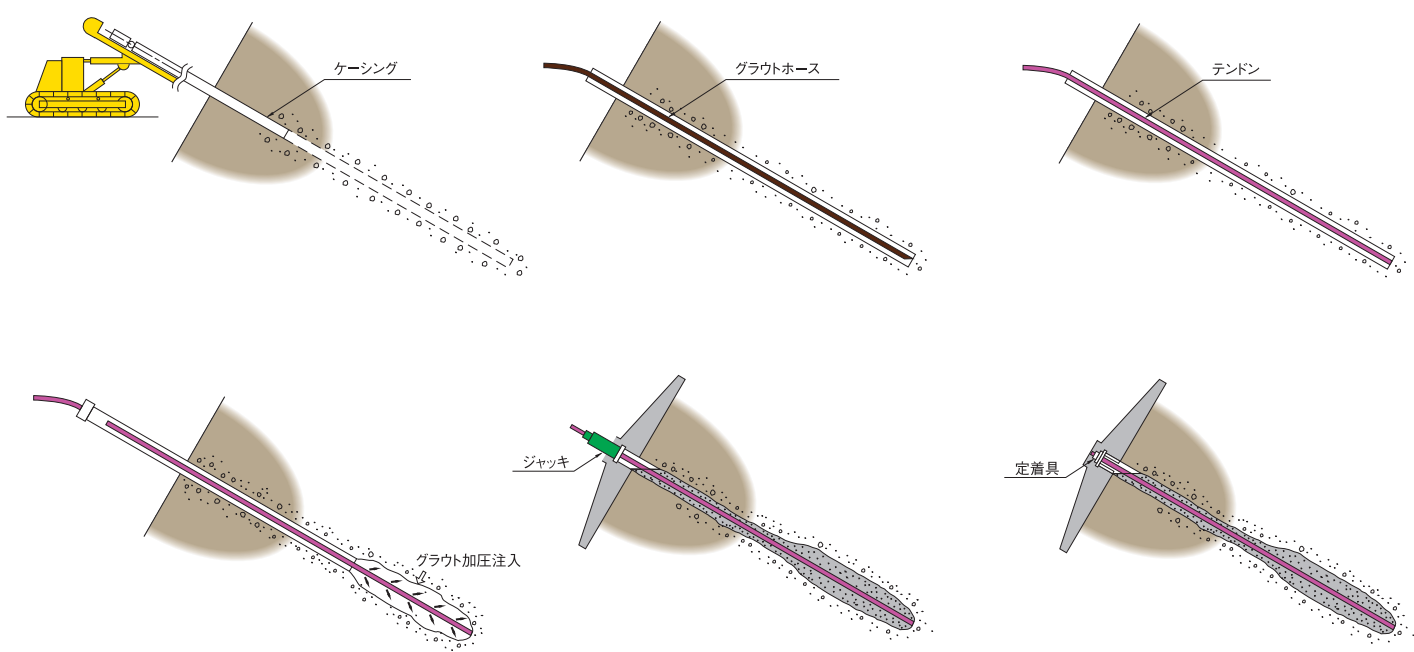 ケーシング
グラウトホース
テンドン
グラウト加圧注入
ジャッキ
定着具